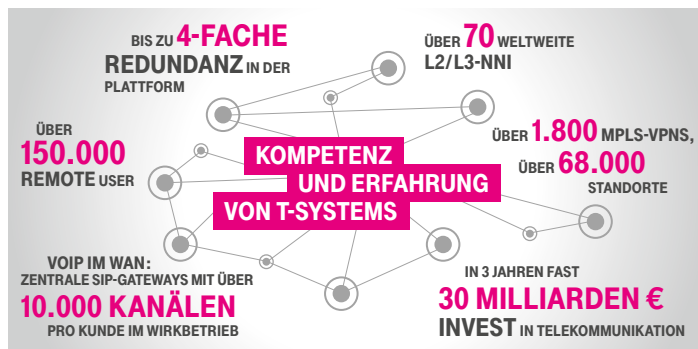 BIS ZU 4-FACHE
REDUNDANZ IN DER
PLATTFORM
ÜBER 70 WELTWEITE
L2/L3-NNI
ÜBER
150.000
REMOTE USER
KOMPETENZ
UND ERFAHRUNG
VON T-SYSTEMS
ÜBER 1.800 MPLS-VPNS,
ÜBER 68.000
STANDORTE
VOIP IM WAN:
ZENTRALE SIP-GATEWAYS MIT ÜBER
10.000 KANÄLEN
PRO KUNDE IM WIRKBETRIEB
IN 3 JAHREN FAST
30 MILLIARDEN €
INVEST IN TELEKOMMUNIKATION